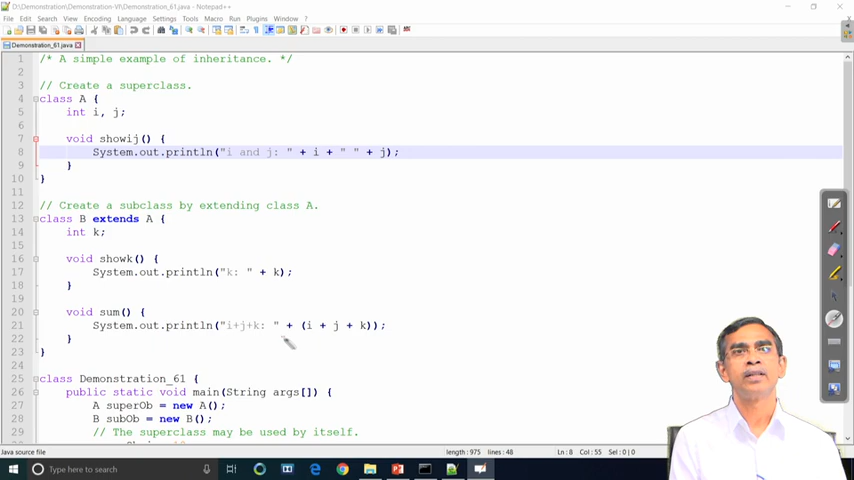 D:\Demonstration\Demonstration-VI\Demonstration_61.java - Notepad++
File Edit Search View Encoding Language Settings Tools Macro Run Plugins Window ?
Demonstration_61.java
1 /* A simple example of inheritance. */
2
3 // Create a superclass.
4 class A {
5 int i, j;
6
7 void showij() {
8 System.out.println("i and j: " + i + " " + j);
9 }
10 }
11
12 // Create a subclass by extending class A.
13 class B extends A {
14 int k;
15
16 void showk() {
17 System.out.println("k: " + k);
18 }
19
20 void sum() {
21 System.out.println("i+j+k: " + (i + j + k));
22 }
23 }
24
25 class Demonstration_61 {
26 public static void main(String args[]) {
27 A superOb = new A();
28 B subOb = new B();
29 // The superclass may be used by itself.
Java source file length : 975 lines : 48 Ln : 8 Col : 55 Sel : 0 | 0
Type here to search